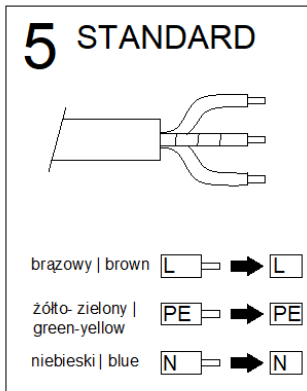 5 STANDARD
brązowy | brown L L
żółto- zielony |
green-yellow PE PE
niebieski | blue N N